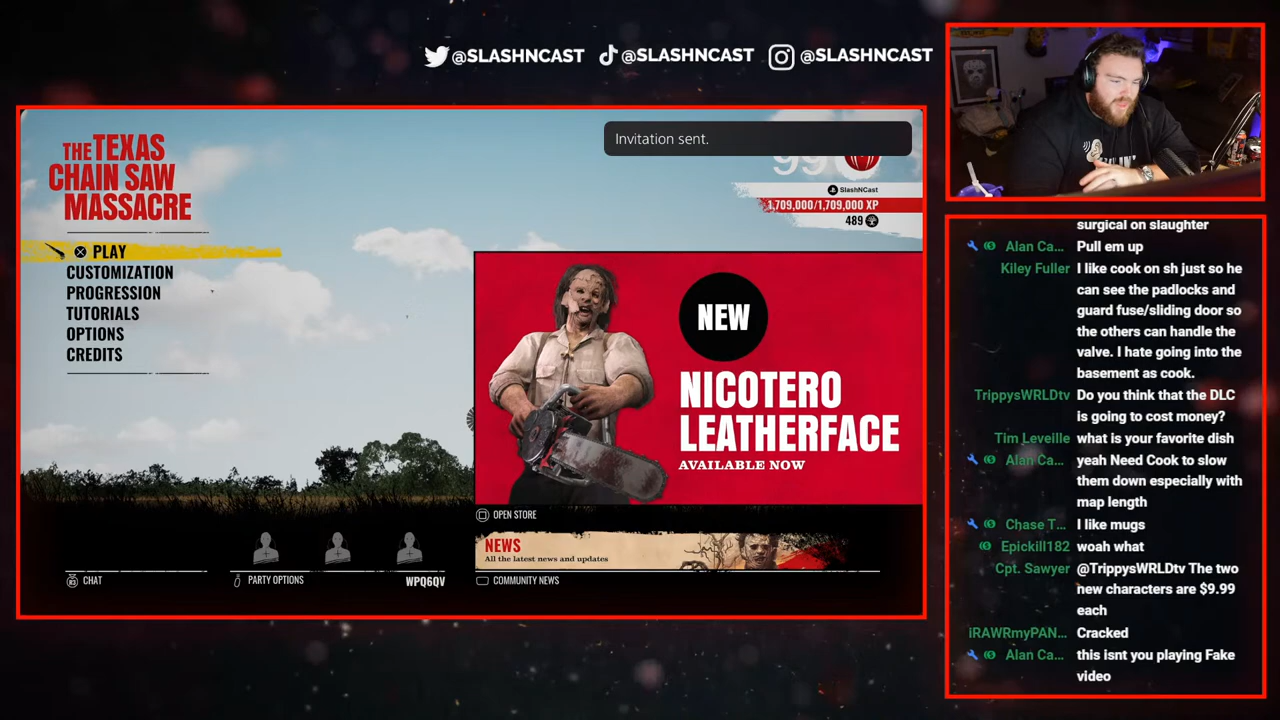 @SLASHNCAST @SLASHNCAST @SLASHNCAST
THE TEXAS
CHAIN SAW
MASSACRE
PLAY
CUSTOMIZATION
PROGRESSION
TUTORIALS
OPTIONS
CREDITS
Invitation sent.
99
SlashNCast
1,709,000/1,709,000 XP
489
NEW
NICOTERO
LEATHERFACE
AVAILABLE NOW
OPEN STORE
NEWS
All the latest news and updates
CHAT
PARTY OPTIONS
WPQ6QV
COMMUNITY NEWS
surgical on slaughter
Alan Ca... Pull em up
Kiley Fuller I like cook on sh just so he
can see the padlocks and
guard fuse/sliding door so
the others can handle the
valve. I hate going into the
basement as cook.
TrippysWRLDtv Do you think that the DLC
is going to cost money?
Tim Leveille what is your favorite dish
Alan Ca... yeah Need Cook to slow
them down especially with
map length
Chase T... I like mugs
Epickill182 woah what
Cpt. Sawyer @TrippysWRLDtv The two
new characters are $9.99
each
iRAWRmyPAN... Cracked
Alan Ca... this isnt you playing Fake
video